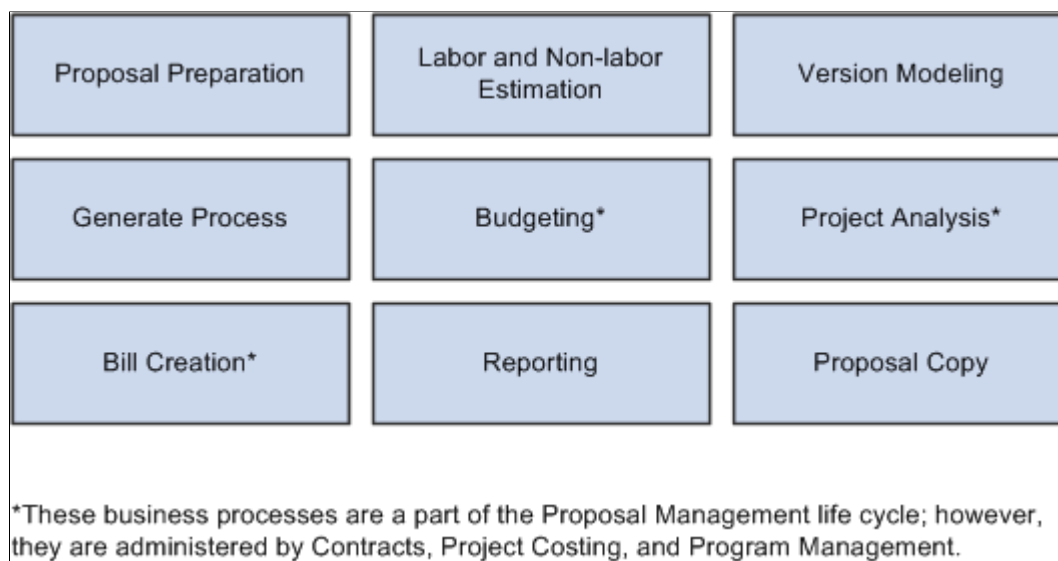 Proposal Preparation
Labor and Non-labor
Estimation
Version Modeling
Generate Process
Budgeting*
Project Analysis*
Bill Creation*
Reporting
Proposal Copy
*These business processes are a part of the Proposal Management life cycle; however,
they are administered by Contracts, Project Costing, and Program Management.